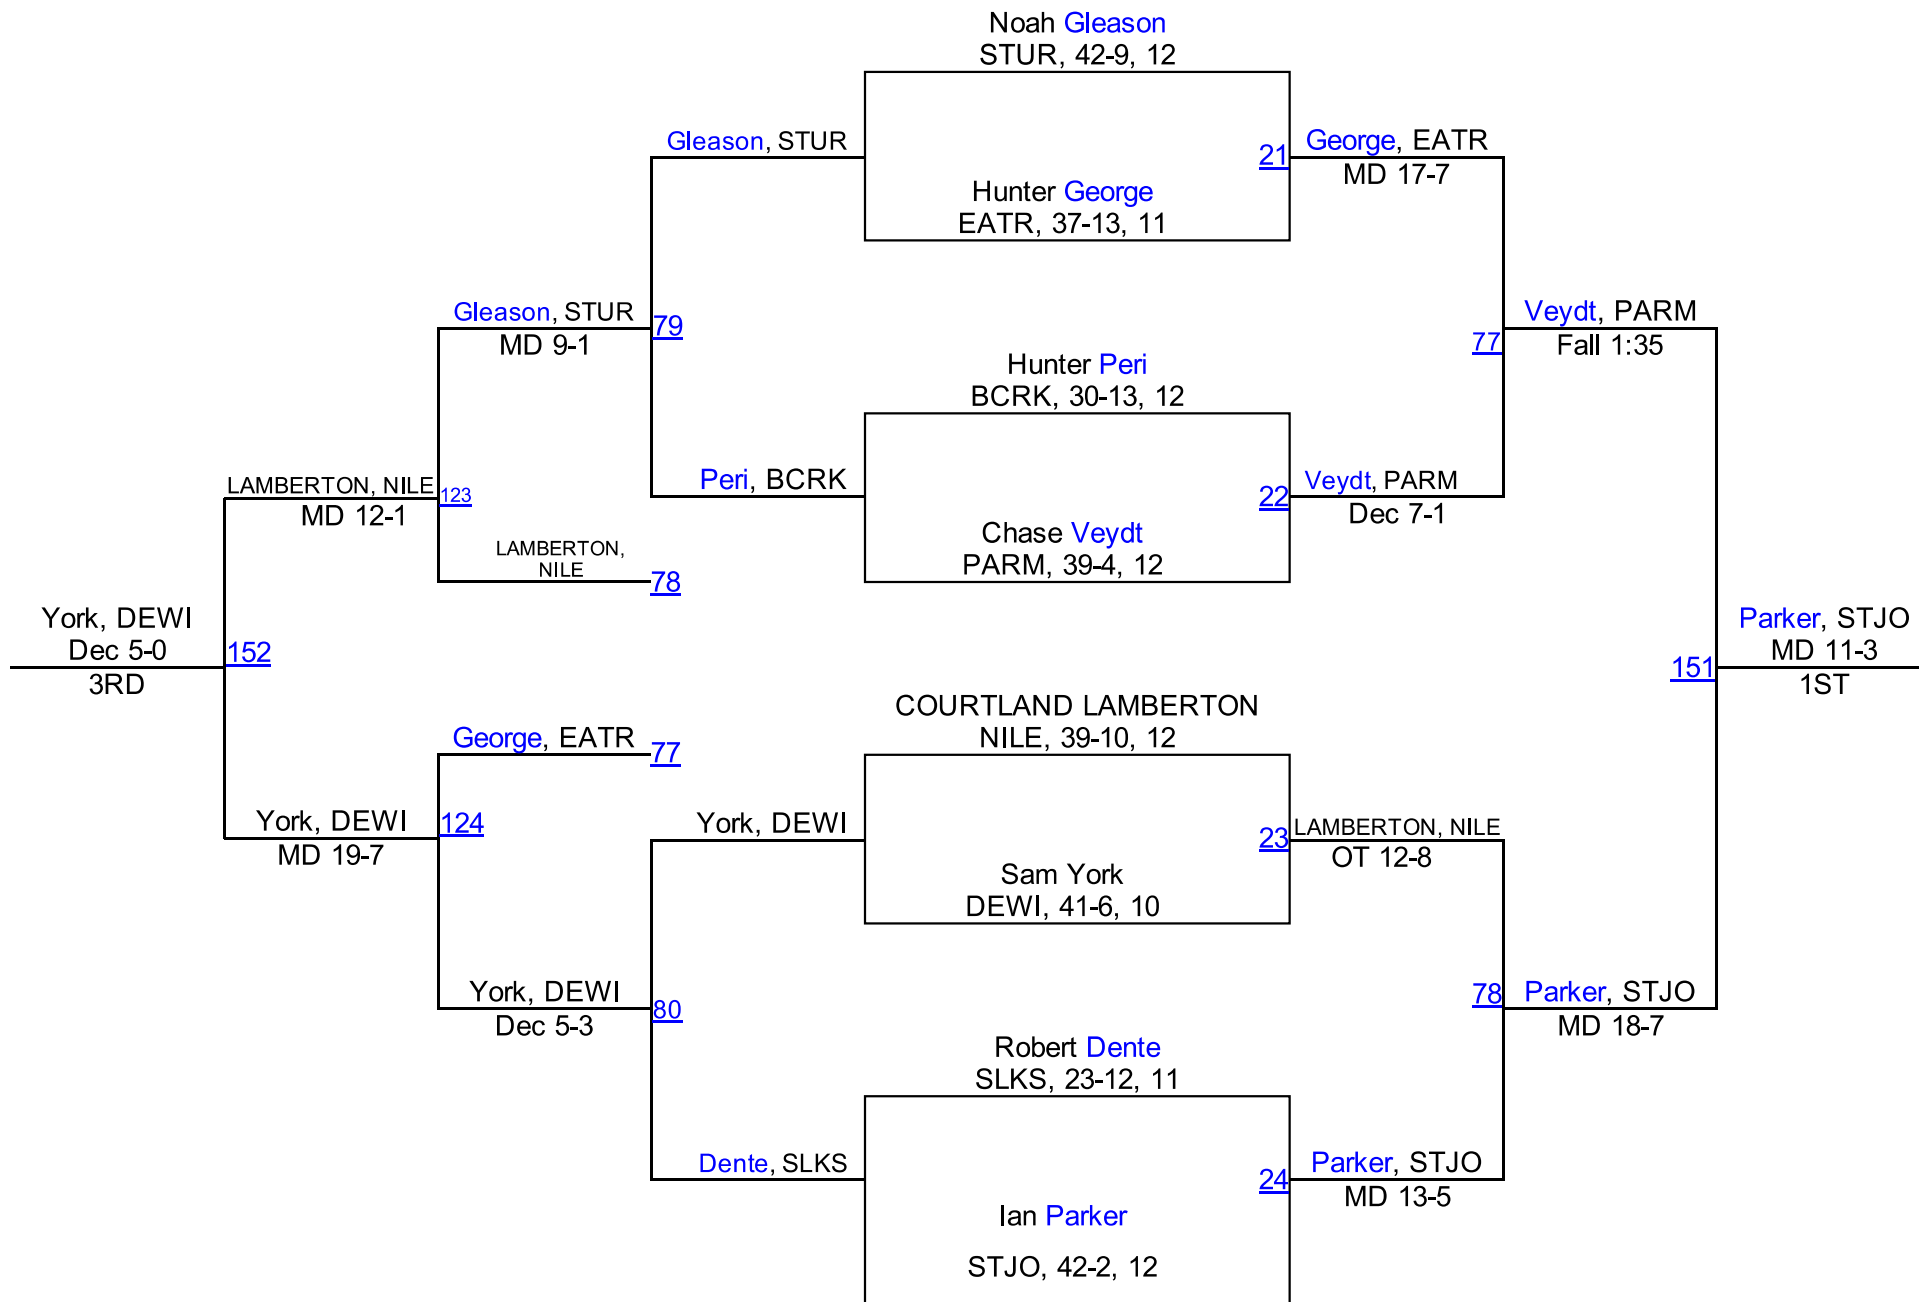 Noah Gleason
STUR, 42-9, 12
Gleason, STUR
21
George, EATR
MD 17-7
Hunter George
EATR, 37-13, 11
Gleason, STUR
MD 9-1
79
Veydt, PARM
Fall 1:35
77
Hunter Peri
BCRK, 30-13, 12
Peri, BCRK
22
Veydt, PARM
Dec 7-1
Chase Veydt
PARM, 39-4, 12
LAMBERTON, NILE
MD 12-1
123
LAMBERTON,
NILE
78
York, DEWI
Dec 5-0
3RD
152
Parker, STJO
MD 11-3
1ST
151
COURTLAND LAMBERTON
NILE, 39-10, 12
George, EATR
77
York, DEWI
MD 19-7
124
York, DEWI
23
LAMBERTON, NILE
OT 12-8
Sam York
DEWI, 41-6, 10
York, DEWI
Dec 5-3
80
78
Parker, STJO
MD 18-7
Robert Dente
SLKS, 23-12, 11
Dente, SLKS
24
Parker, STJO
MD 13-5
Ian Parker
STJO, 42-2, 12